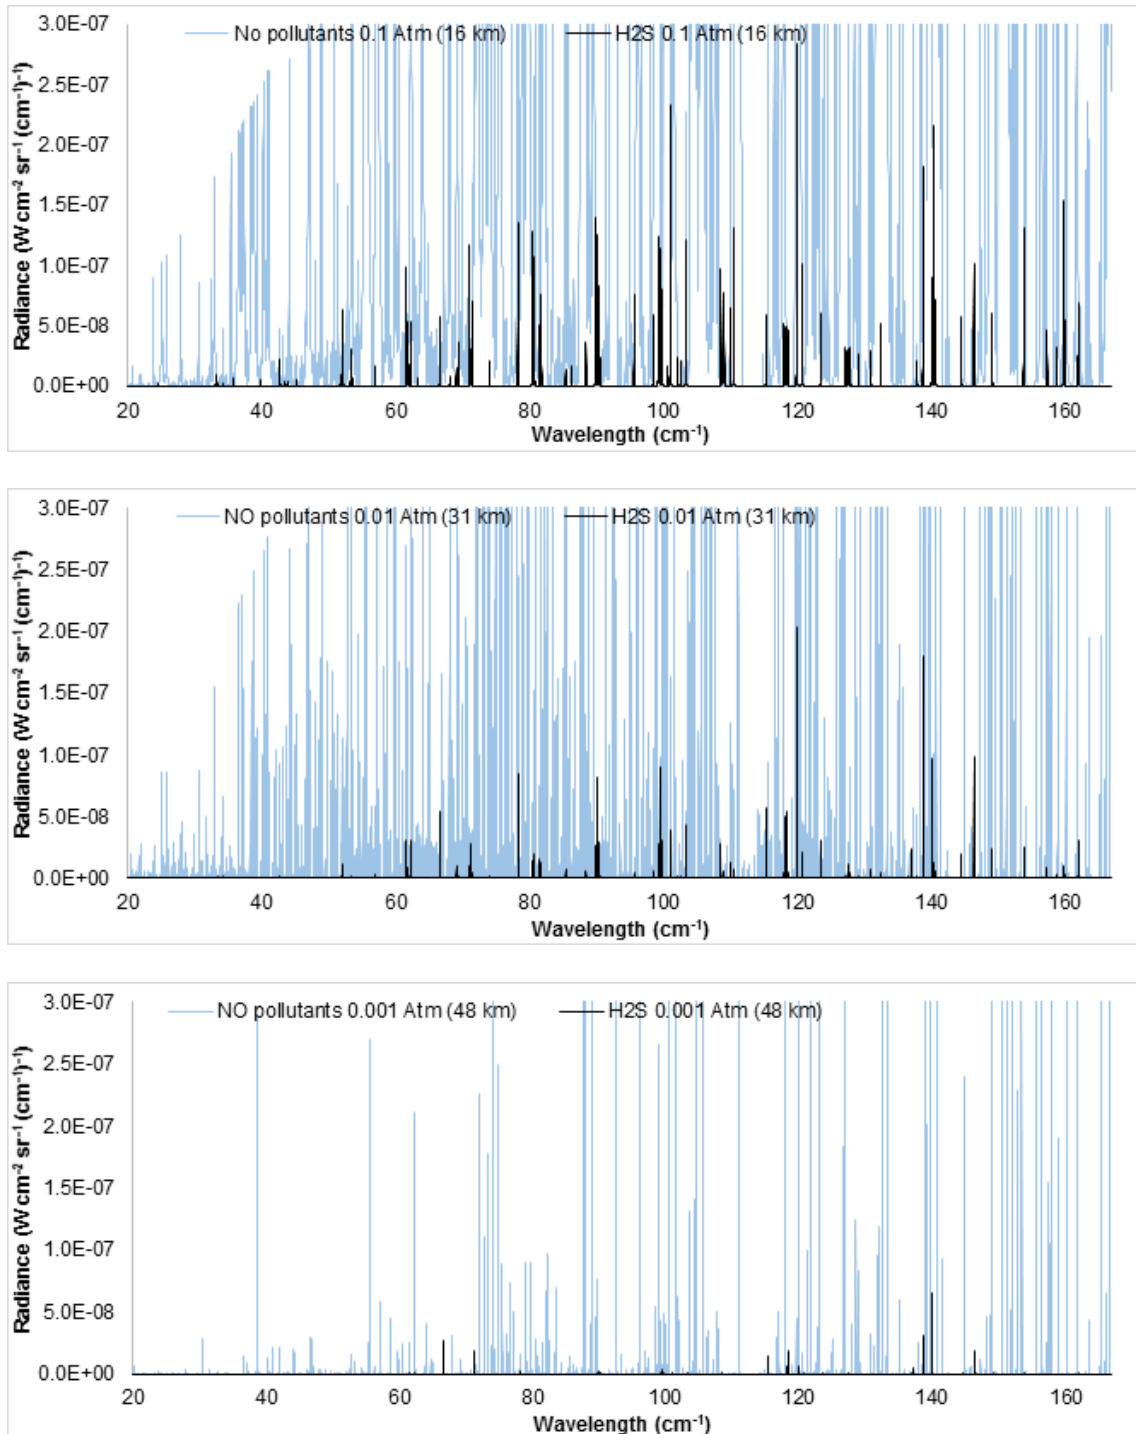 No pollutants 0.1 Atm (16 km) H2S 0.1 Atm (16 km)
3.0E-07
2.5E-07
2.0E-07
1.5E-07
1.0E-07
5.0E-08
0.0E+00
Radiance (W cm⁻² sr⁻¹ (cm⁻¹)⁻¹)
20 40 60 80 100 120 140 160
Wavelength (cm⁻¹)
NO pollutants 0.01 Atm (31 km) H2S 0.01 Atm (31 km)
3.0E-07
2.5E-07
2.0E-07
1.5E-07
1.0E-07
5.0E-08
0.0E+00
Radiance (W cm⁻² sr⁻¹ (cm⁻¹)⁻¹)
20 40 60 80 100 120 140 160
Wavelength (cm⁻¹)
NO pollutants 0.001 Atm (48 km) H2S 0.001 Atm (48 km)
3.0E-07
2.5E-07
2.0E-07
1.5E-07
1.0E-07
5.0E-08
0.0E+00
Radiance (W cm⁻² sr⁻¹ (cm⁻¹)⁻¹)
20 40 60 80 100 120 140 160
Wavelength (cm⁻¹)